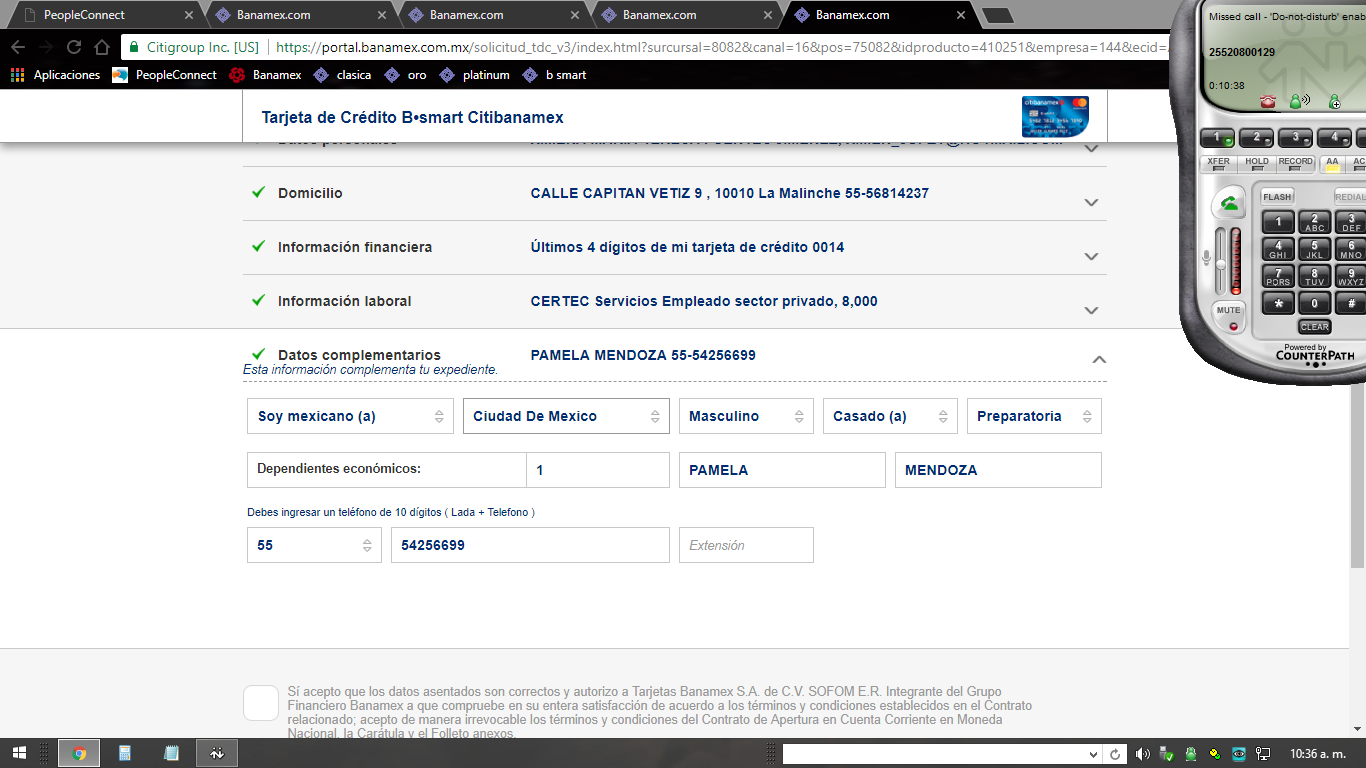 PeopleConnect
Banamex.com
Banamex.com
Banamex.com
Banamex.com
Citigroup Inc. [US] https://portal.banamex.com.mx/solicitud_tdc_v3/index.html?surcursal=8082&canal=16&pos=75082&idproducto=410251&empresa=144&ecid=
Aplicaciones PeopleConnect Banamex clasica oro platinum b smart
Missed call - 'Do-not-disturb' enab
25520800129
0:10:38
1 2 3 4
XFER HOLD RECORD AA AC
FLASH REDIAL
1 2 ABC 3 DEF
4 GHI 5 JKL 6 MNO
7 PQRS 8 TUV 9 WXYZ
* 0 #
MUTE
CLEAR
Powered by
COUNTERPATH
Tarjeta de Crédito B•smart Citibanamex
citibanamex
Domicilio CALLE CAPITAN VETIZ 9 , 10010 La Malinche 55-56814237
Información financiera Últimos 4 dígitos de mi tarjeta de crédito 0014
Información laboral CERTEC Servicios Empleado sector privado, 8,000
Datos complementarios PAMELA MENDOZA 55-54256699
Esta información complementa tu expediente.
Soy mexicano (a) Ciudad De Mexico Masculino Casado (a) Preparatoria
Dependientes económicos: 1 PAMELA MENDOZA
Debes ingresar un teléfono de 10 dígitos ( Lada + Telefono )
55 54256699 Extensión
Sí acepto que los datos asentados son correctos y autorizo a Tarjetas Banamex S.A. de C.V. SOFOM E.R. Integrante del Grupo
Financiero Banamex a que compruebe en su entera satisfacción de acuerdo a los términos y condiciones establecidos en el Contrato
relacionado; acepto de manera irrevocable los términos y condiciones del Contrato de Apertura en Cuenta Corriente en Moneda
Nacional, la Carátula y el Folleto anexos.
10:36 a. m.